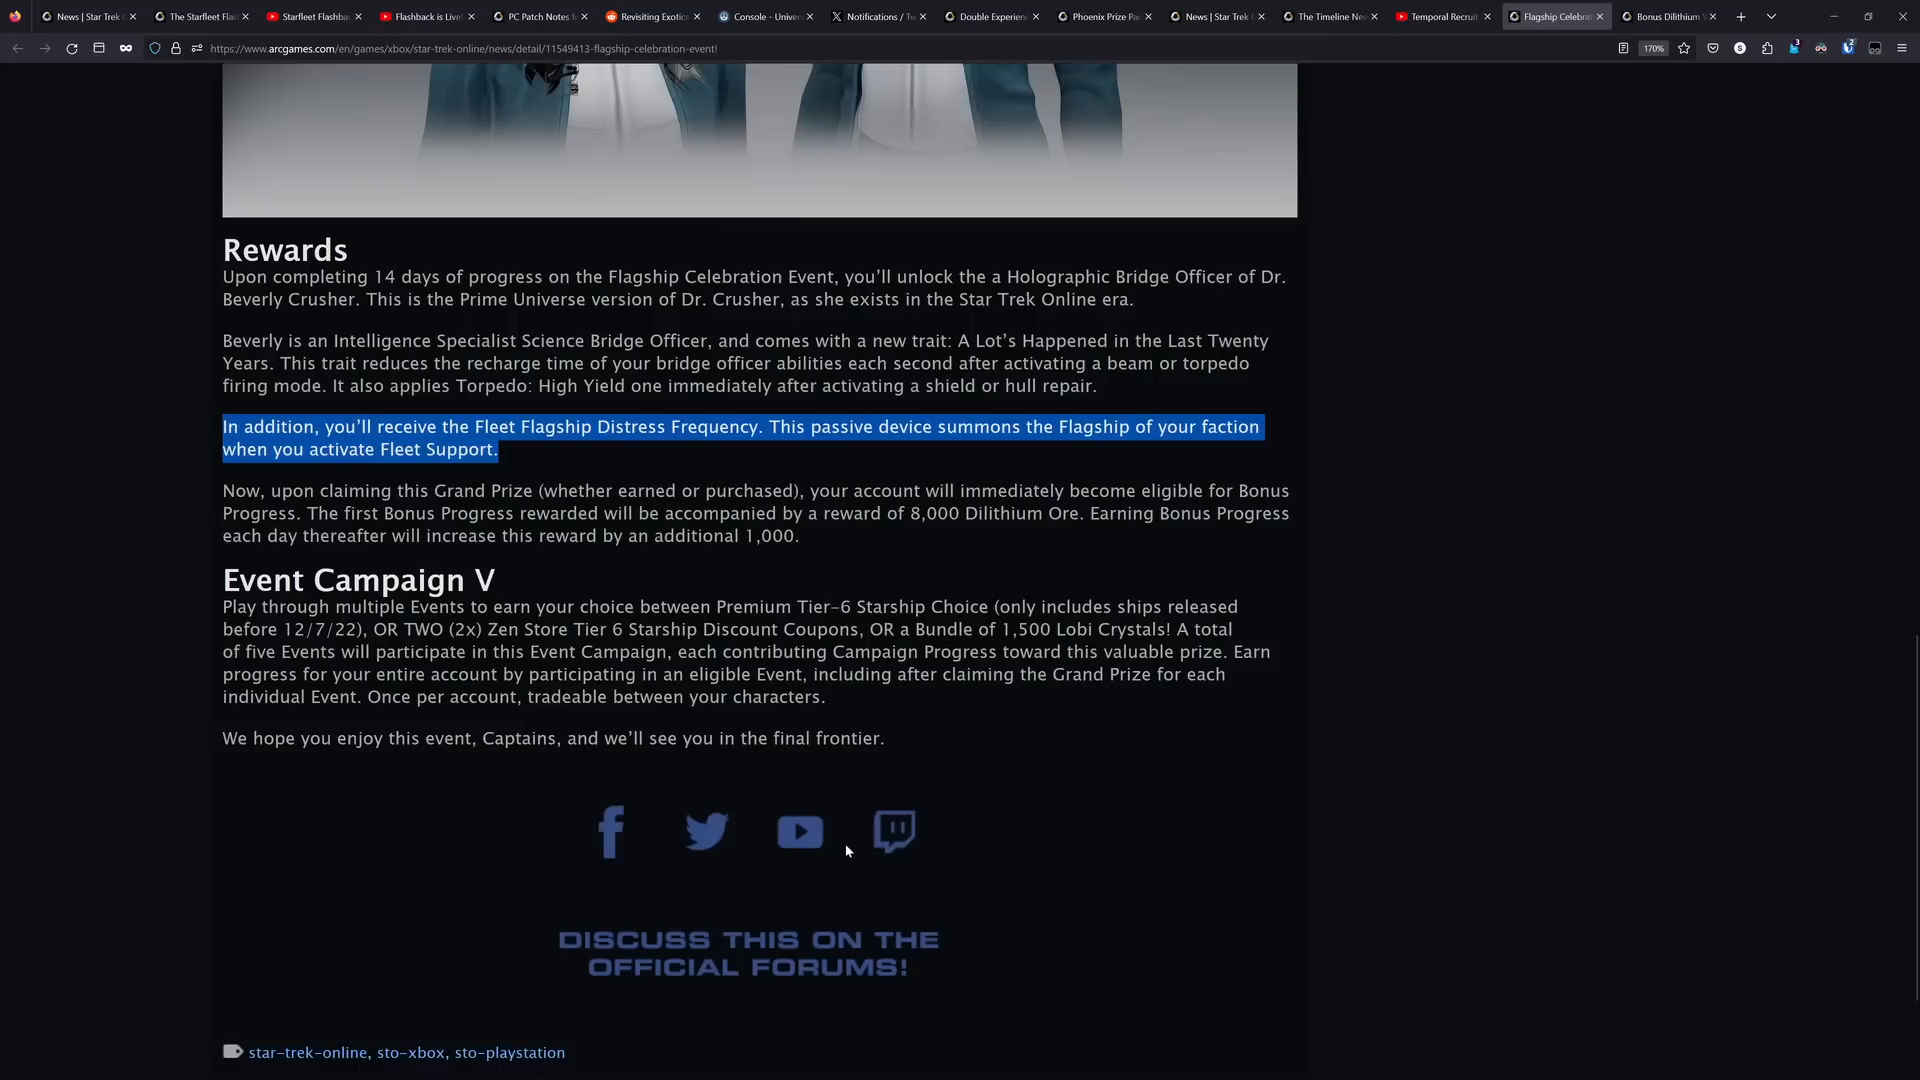 News | Star Trek O
The Starfleet Flas
Starfleet Flashba
Flashback is Live!
PC Patch Notes f
Revisiting Exotics
Console - Univer
Notifications / Tw
Double Experien
Phoenix Prize Pa
News | Star Trek O
The Timeline Ne
Temporal Recruit
Flagship Celebrat
Bonus Dilithium W
https://www.arcgames.com/en/games/xbox/star-trek-online/news/detail/11549413-flagship-celebration-event!
170%
3
2
Rewards
Upon completing 14 days of progress on the Flagship Celebration Event, you’ll unlock the a Holographic Bridge Officer of Dr.
Beverly Crusher. This is the Prime Universe version of Dr. Crusher, as she exists in the Star Trek Online era.
Beverly is an Intelligence Specialist Science Bridge Officer, and comes with a new trait: A Lot’s Happened in the Last Twenty
Years. This trait reduces the recharge time of your bridge officer abilities each second after activating a beam or torpedo
firing mode. It also applies Torpedo: High Yield one immediately after activating a shield or hull repair.
In addition, you’ll receive the Fleet Flagship Distress Frequency. This passive device summons the Flagship of your faction
when you activate Fleet Support.
Now, upon claiming this Grand Prize (whether earned or purchased), your account will immediately become eligible for Bonus
Progress. The first Bonus Progress rewarded will be accompanied by a reward of 8,000 Dilithium Ore. Earning Bonus Progress
each day thereafter will increase this reward by an additional 1,000.
Event Campaign V
Play through multiple Events to earn your choice between Premium Tier-6 Starship Choice (only includes ships released
before 12/7/22), OR TWO (2x) Zen Store Tier 6 Starship Discount Coupons, OR a Bundle of 1,500 Lobi Crystals! A total
of five Events will participate in this Event Campaign, each contributing Campaign Progress toward this valuable prize. Earn
progress for your entire account by participating in an eligible Event, including after claiming the Grand Prize for each
individual Event. Once per account, tradeable between your characters.
We hope you enjoy this event, Captains, and we’ll see you in the final frontier.
DISCUSS THIS ON THE
OFFICIAL FORUMS!
star-trek-online, sto-xbox, sto-playstation